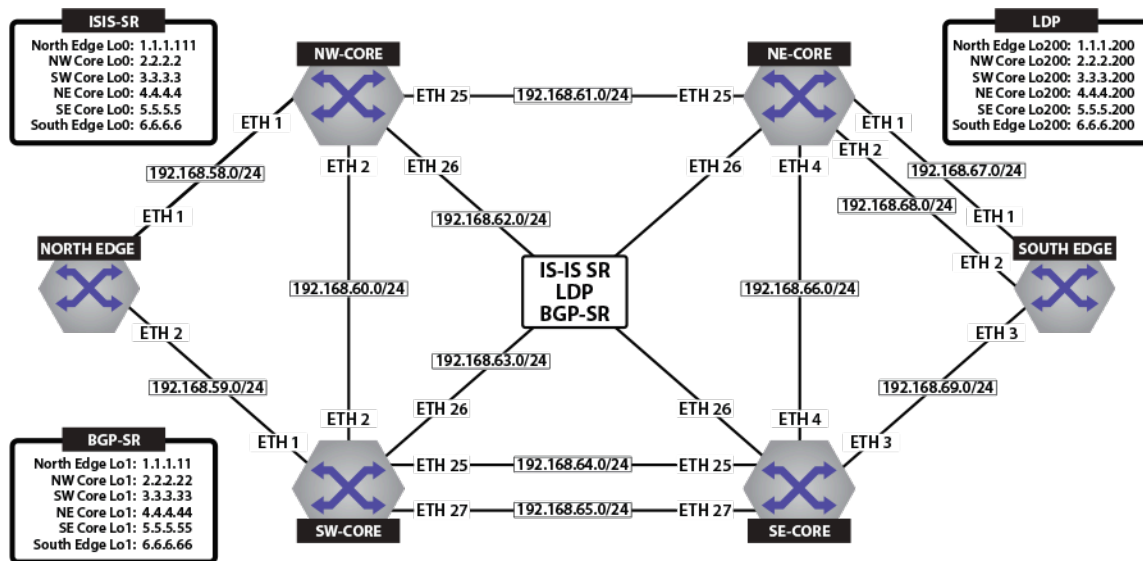 ISIS-SR
North Edge Lo0: 1.1.1.111
NW Core Lo0: 2.2.2.2
SW Core Lo0: 3.3.3.3
NE Core Lo0: 4.4.4.4
SE Core Lo0: 5.5.5.5
South Edge Lo0: 6.6.6.6
NW-CORE
NE-CORE
LDP
North Edge Lo200: 1.1.1.200
NW Core Lo200: 2.2.2.200
SW Core Lo200: 3.3.3.200
NE Core Lo200: 4.4.4.200
SE Core Lo200: 5.5.5.200
South Edge Lo200: 6.6.6.200
ETH 25
192.168.61.0/24
ETH 25
ETH 1
ETH 1
ETH 2
ETH 2
ETH 26
ETH 26
ETH 4
192.168.58.0/24
192.168.67.0/24
192.168.68.0/24
ETH 1
192.168.62.0/24
ETH 1
NORTH EDGE
SOUTH EDGE
ETH 2
IS-IS SR
LDP
BGP-SR
192.168.60.0/24
192.168.66.0/24
ETH 2
ETH 3
192.168.63.0/24
192.168.59.0/24
192.168.69.0/24
ETH 2
ETH 26
ETH 26
ETH 4
ETH 1
ETH 3
BGP-SR
North Edge Lo1: 1.1.1.11
NW Core Lo1: 2.2.2.22
SW Core Lo1: 3.3.3.33
NE Core Lo1: 4.4.4.44
SE Core Lo1: 5.5.5.55
South Edge Lo1: 6.6.6.66
ETH 25
192.168.64.0/24
ETH 25
ETH 27
192.168.65.0/24
ETH 27
SW-CORE
SE-CORE